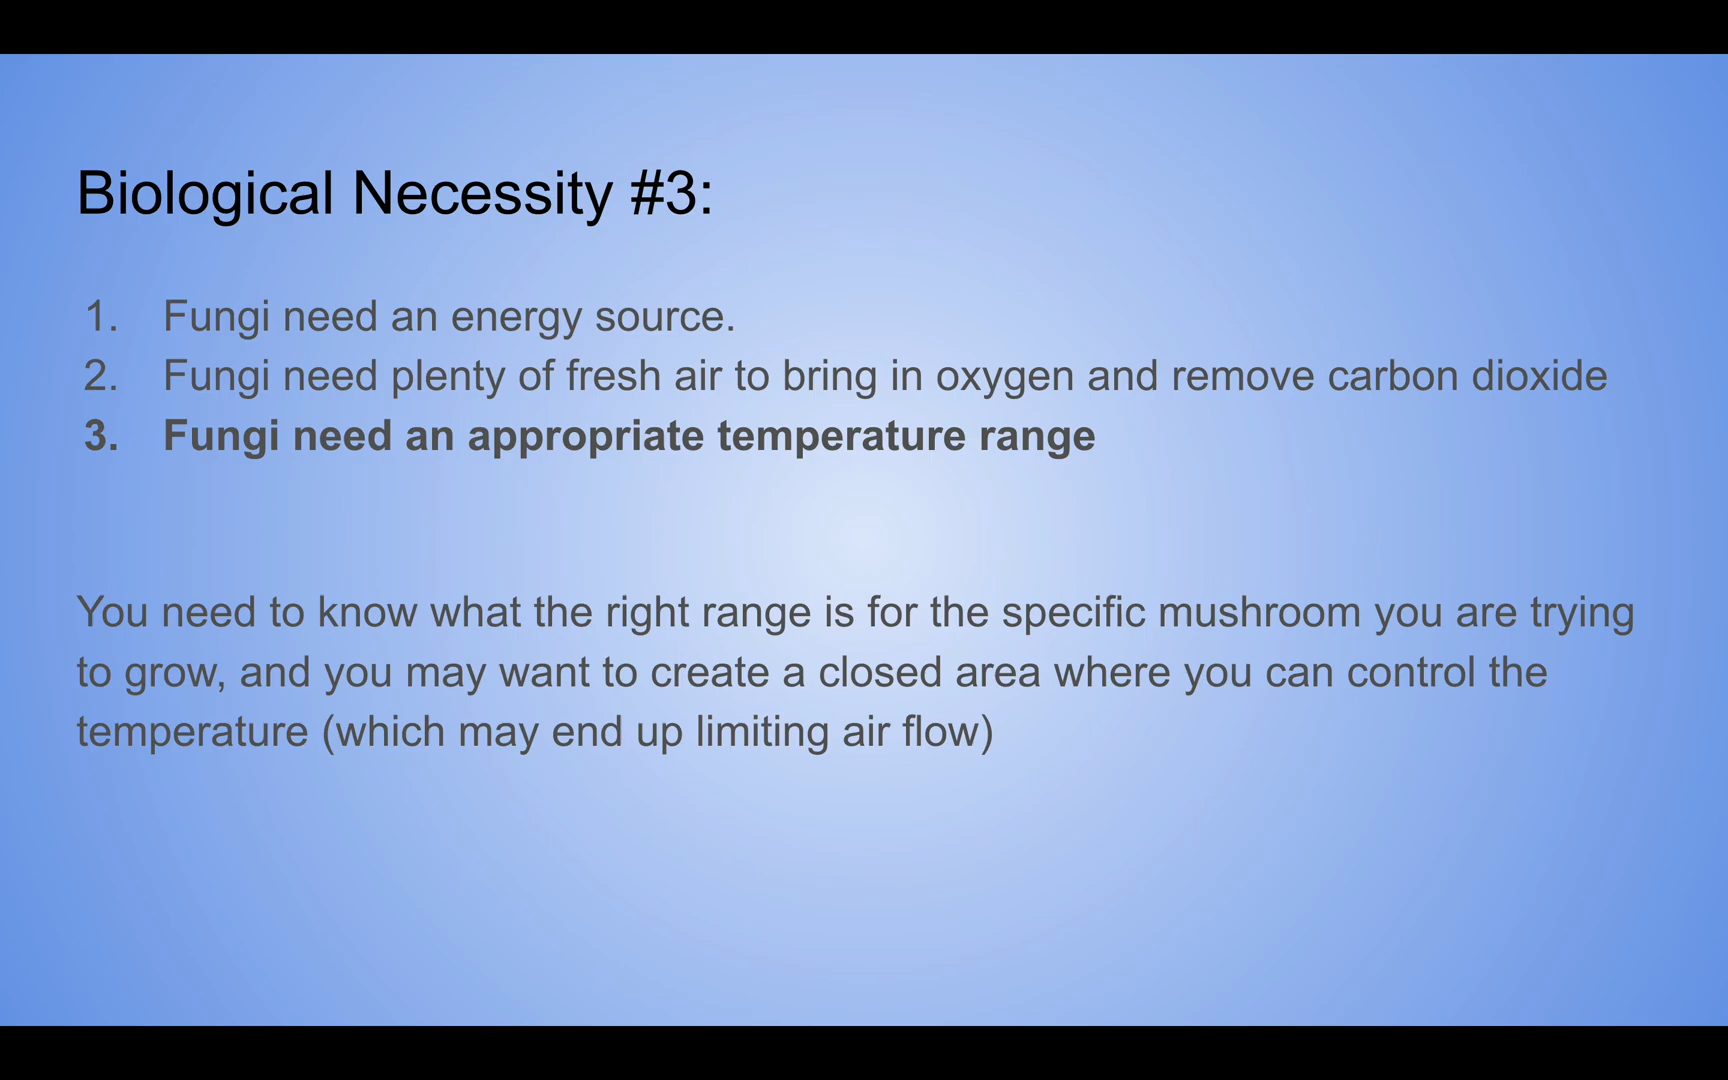 Biological Necessity #3:
1. Fungi need an energy source.
2. Fungi need plenty of fresh air to bring in oxygen and remove carbon dioxide
3. Fungi need an appropriate temperature range
You need to know what the right range is for the specific mushroom you are trying
to grow, and you may want to create a closed area where you can control the
temperature (which may end up limiting air flow)